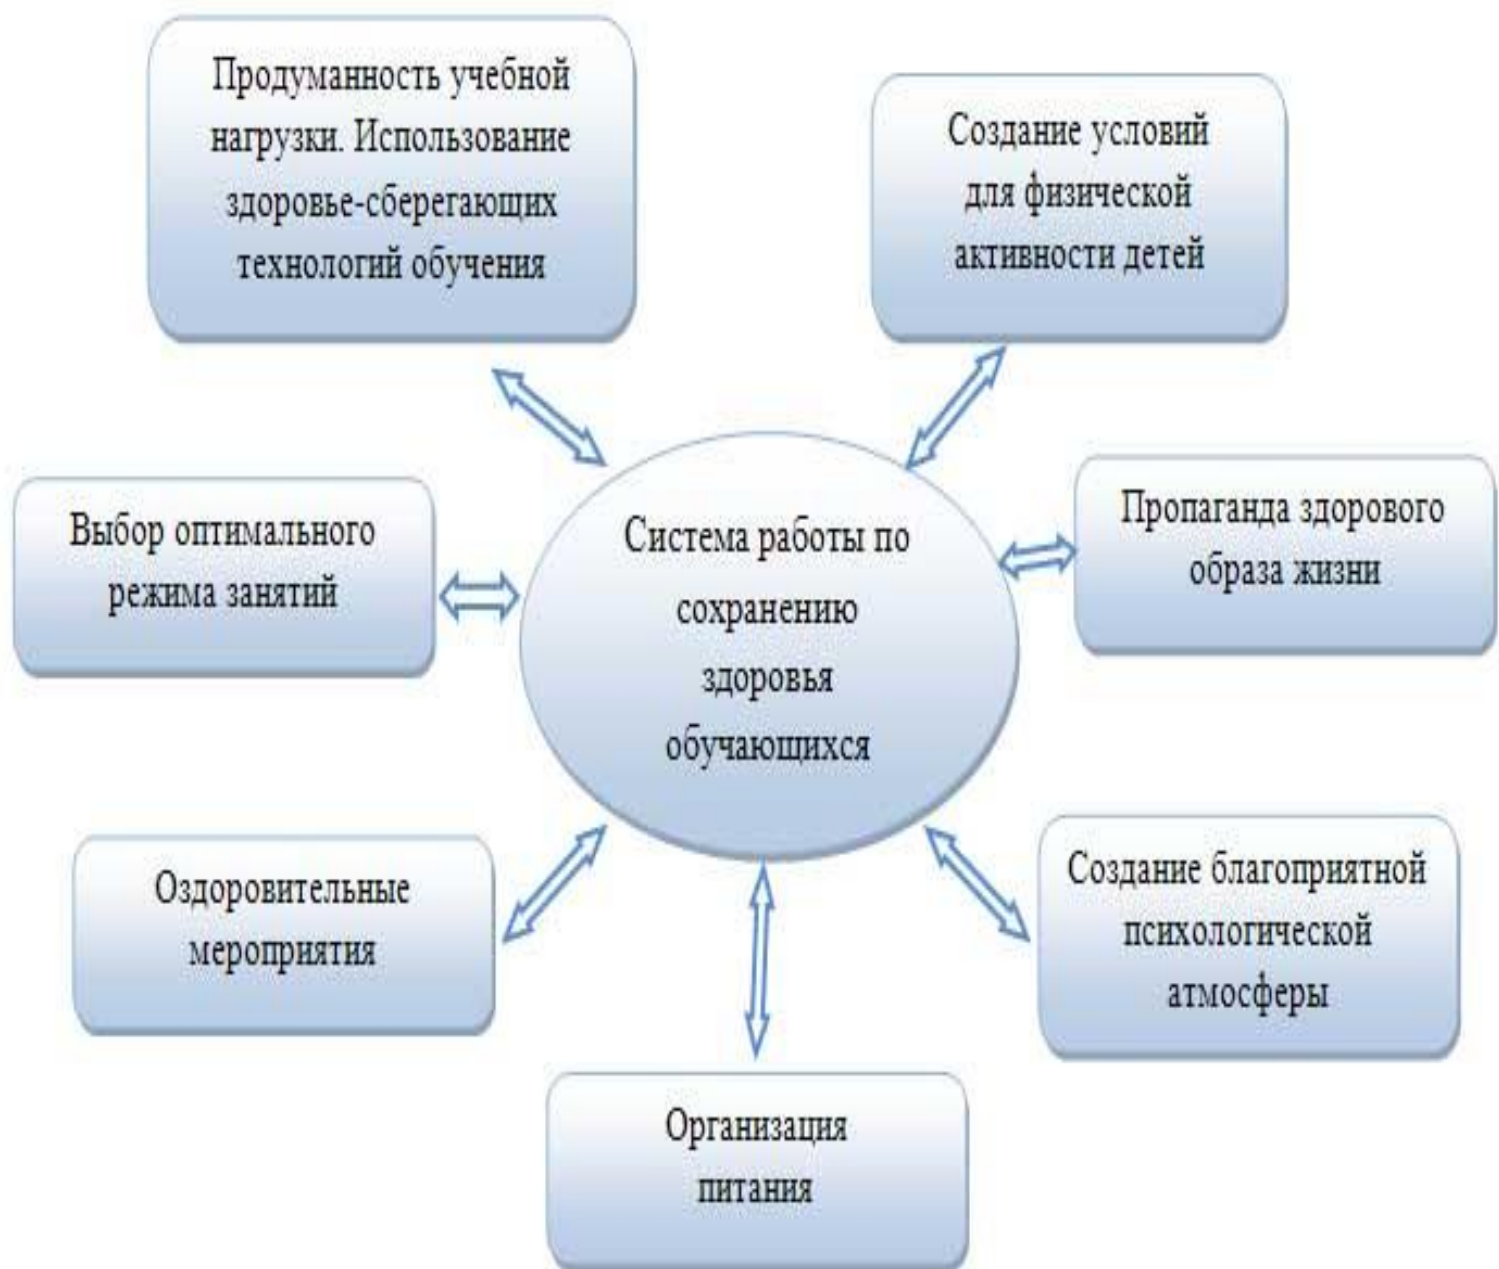 Продуманность учебной
нагрузки. Использование
здоровье-сберегающих
технологий обучения
Создание условий
для физической
активности детей
Выбор оптимального
режима занятий
Система работы по
сохранению
здоровья
обучающихся
Пропаганда здорового
образа жизни
Оздоровительные
мероприятия
Создание благоприятной
психологической
атмосферы
Организация
питания